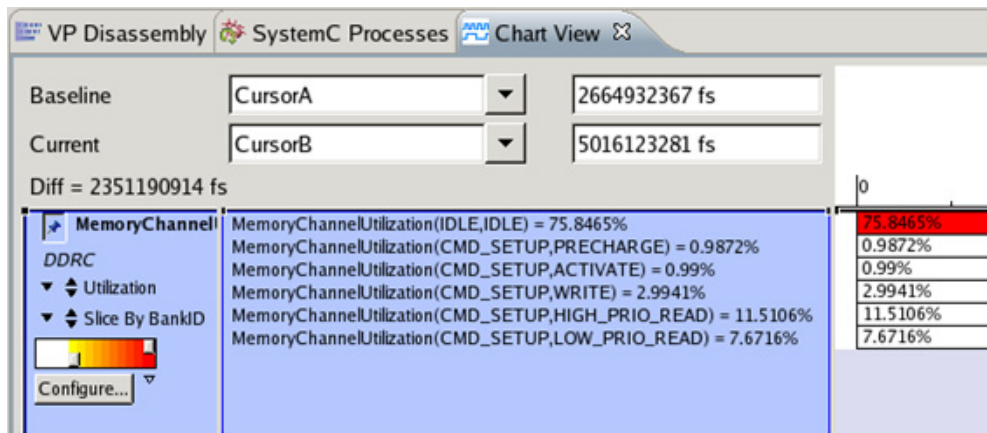 VP Disassembly SystemC Processes Chart View
Baseline CursorA 2664932367 fs
Current CursorB 5016123281 fs
Diff = 2351190914 fs
0
MemoryChannel
DDRC
Utilization
Slice By BankID
Configure...
MemoryChannelUtilization(IDLE,IDLE) = 75.8465%
MemoryChannelUtilization(CMD_SETUP,PRECHARGE) = 0.9872%
MemoryChannelUtilization(CMD_SETUP,ACTIVATE) = 0.99%
MemoryChannelUtilization(CMD_SETUP,WRITE) = 2.9941%
MemoryChannelUtilization(CMD_SETUP,HIGH_PRIO_READ) = 11.5106%
MemoryChannelUtilization(CMD_SETUP,LOW_PRIO_READ) = 7.6716%
75.8465%
0.9872%
0.99%
2.9941%
11.5106%
7.6716%